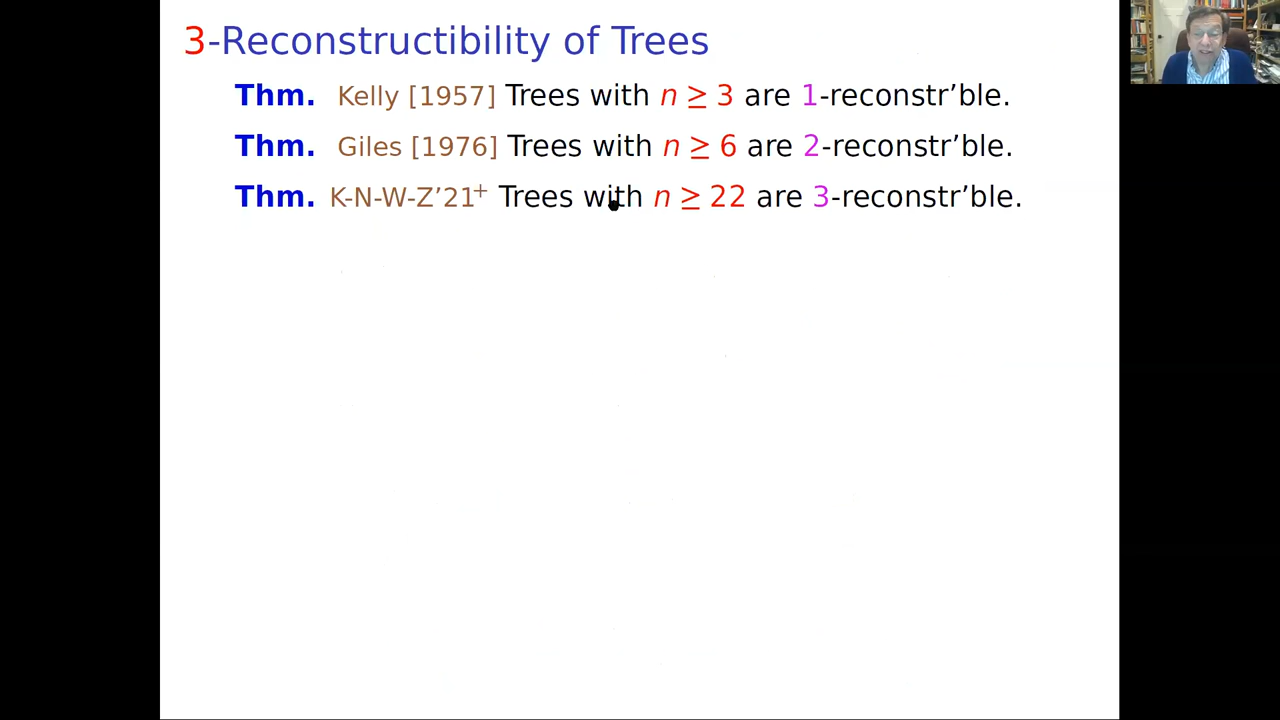 3-Reconstructibility of Trees
Thm. Kelly [1957] Trees with n ≥ 3 are 1-reconstr’ble.
Thm. Giles [1976] Trees with n ≥ 6 are 2-reconstr’ble.
Thm. K-N-W-Z’21⁺ Trees with n ≥ 22 are 3-reconstr’ble.